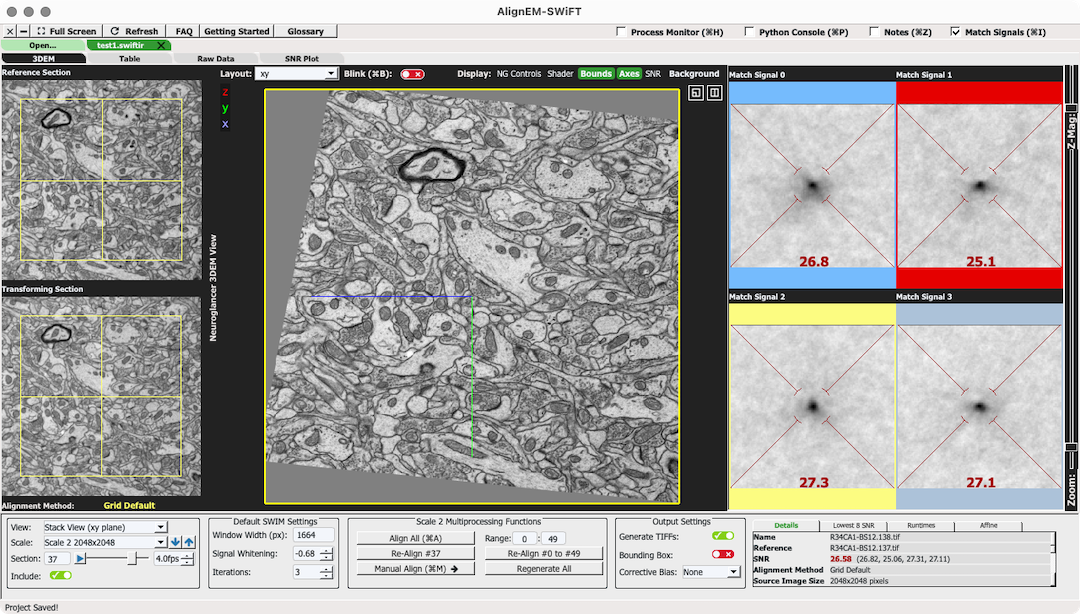 AlignEM-SWiFT
Full Screen Refresh FAQ Getting Started Glossary Process Monitor (⌘H) Python Console (⌘P) Notes (⌘Z) Match Signals (⌘I)
Open... test1.swiftir
3DEM Table Raw Data SNR Plot
Reference Section
Layout: xy Blink (⌘B): Display: NG Controls Shader Bounds Axes SNR Background
z
y
x
Neuroglancer 3DEM View
Transforming Section
Alignment Method: Grid Default
Match Signal 0 Match Signal 1
26.8 25.1
Match Signal 2 Match Signal 3
27.3 27.1
Z-Mag:
Zoom:
View: Stack View (xy plane)
Scale: Scale 2 2048x2048
Section: 37 4.0fps
Include:
Default SWIM Settings
Window Width (px): 1664
Signal Whitening: -0.68
Iterations: 3
Scale 2 Multiprocessing Functions
Align All (⌘A) Range: 0 : 49
Re-Align #37 Re-Align #0 to #49
Manual Align (⌘M) → Regenerate All
Output Settings
Generate TIFFs:
Bounding Box:
Corrective Bias: None
Details Lowest 8 SNR Runtimes Affine
Name R34CA1-BS12.138.tif
Reference R34CA1-BS12.137.tif
SNR 26.58 (26.82, 25.06, 27.31, 27.11)
Alignment Method Grid Default
Source Image Size 2048x2048 pixels
Project Saved!